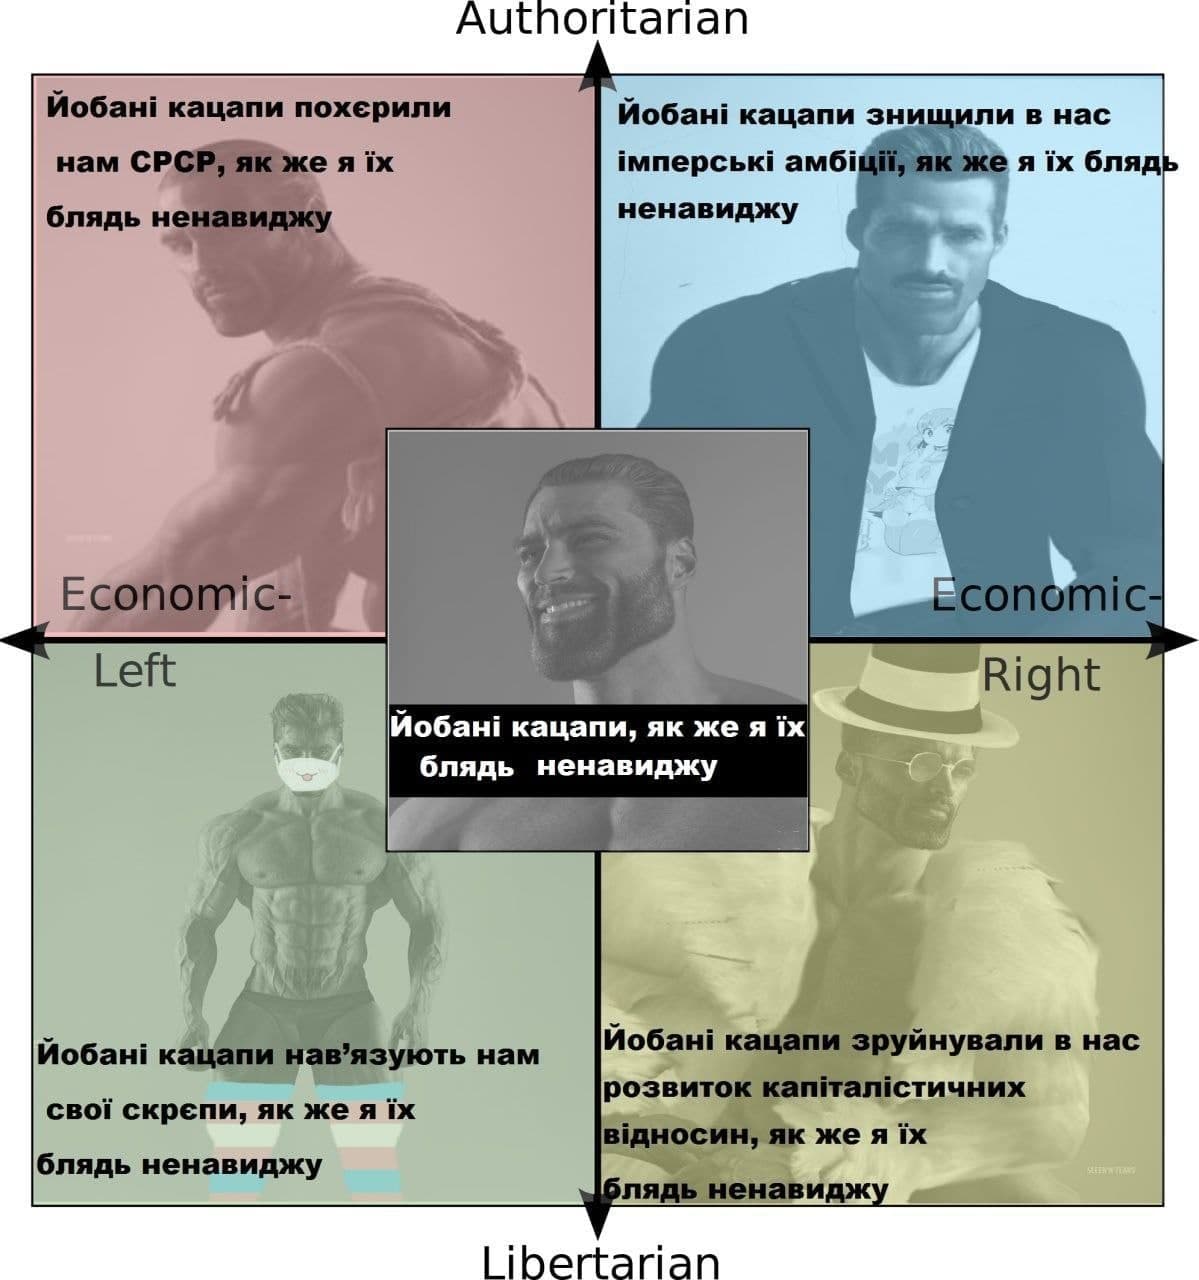 Authoritarian
Йобані кацапи похєрили
нам СРСР, як же я їх
блядь ненавиджу
Йобані кацапи знищили в нас
імперські амбіції, як же я їх блядь
ненавиджу
Economic-
Left
Economic-
Right
Йобані кацапи, як же я їх
блядь ненавиджу
Йобані кацапи нав’язують нам
свої скрєпи, як же я їх
блядь ненавиджу
Йобані кацапи зруйнували в нас
розвиток капіталістичних
відносин, як же я їх
блядь ненавиджу
Libertarian